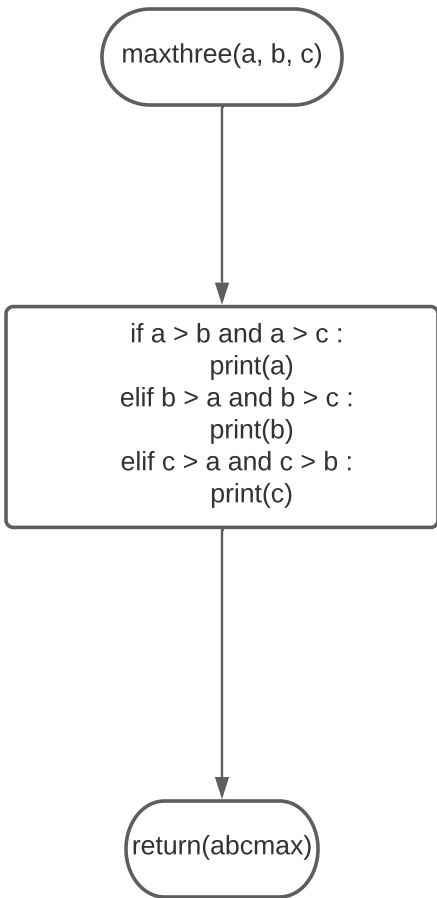 maxthree(a, b, c)
if a > b and a > c :
print(a)
elif b > a and b > c :
print(b)
elif c > a and c > b :
print(c)
return(abcmax)